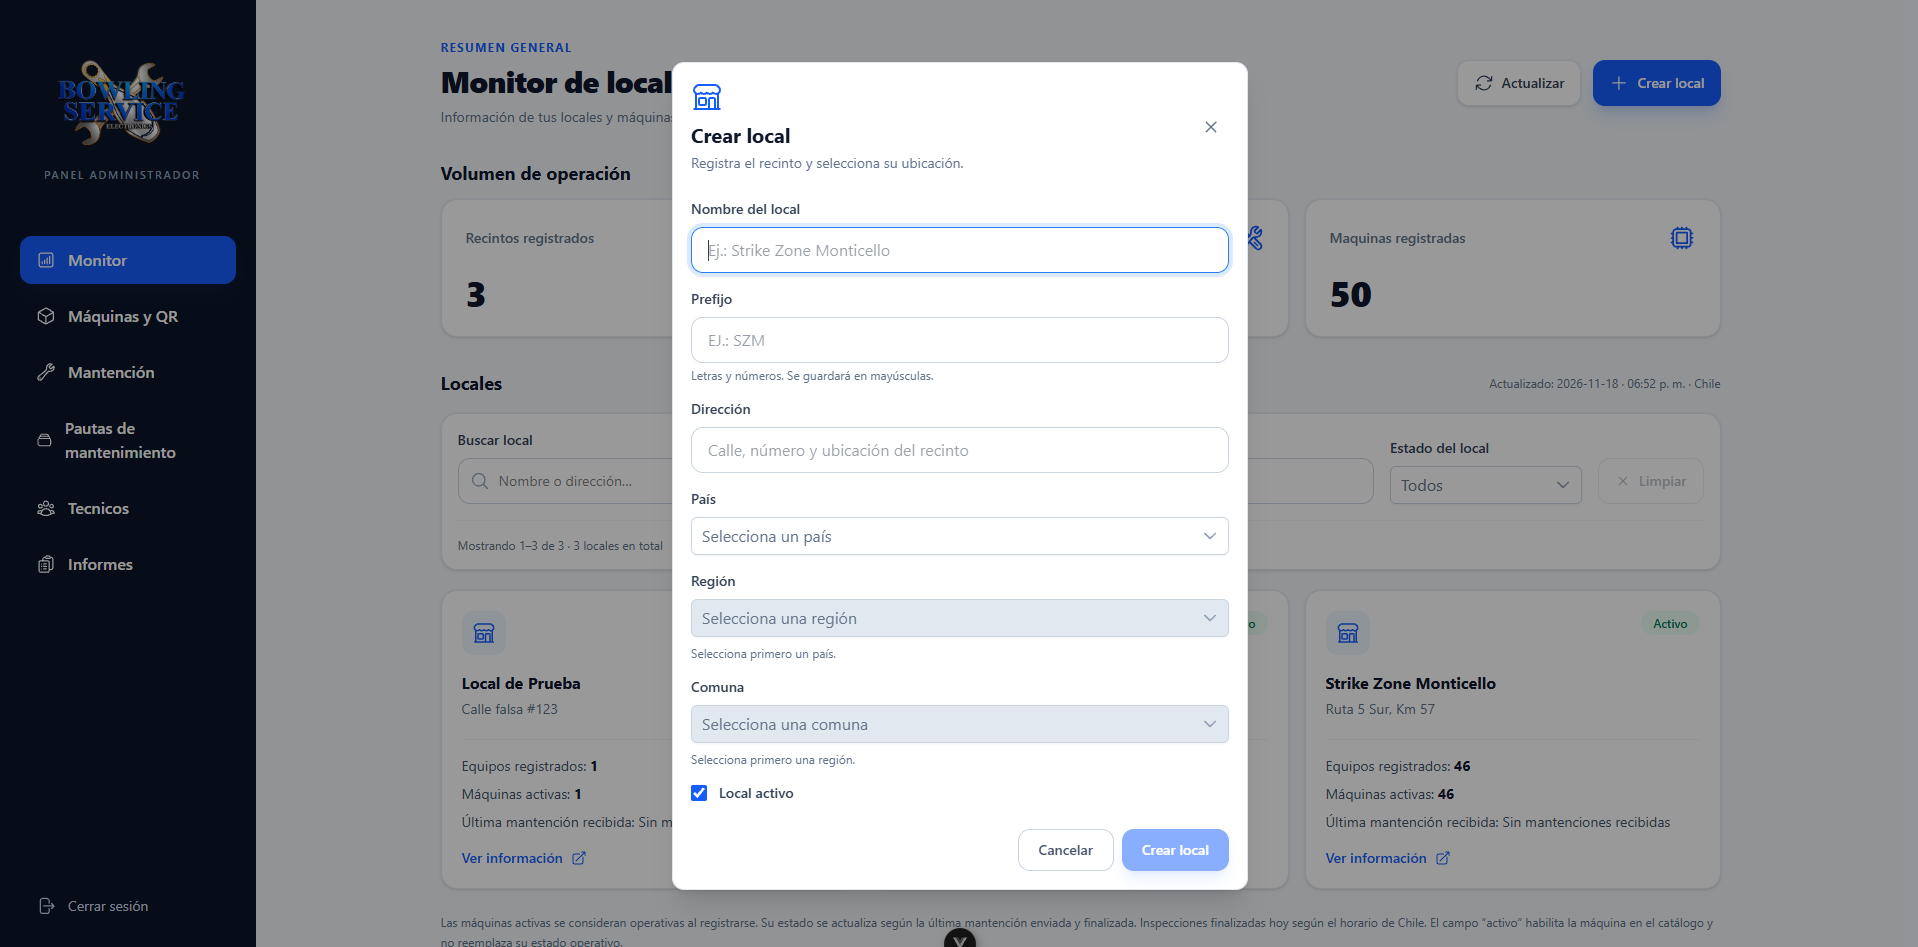 BOWLING
SERVICE
ELECTRONICS
PANEL ADMINISTRADOR
Monitor
Máquinas y QR
Mantención
Pautas de
mantenimiento
Tecnicos
Informes
Cerrar sesión
RESUMEN GENERAL
Monitor de local
Información de tus locales y máquinas
Actualizar
Crear local
Volumen de operación
Recintos registrados
3
Maquinas registradas
50
Locales
Actualizado: 2026-11-18 · 06:52 p. m. · Chile
Buscar local
Nombre o dirección...
Estado del local
Todos
Limpiar
Mostrando 1–3 de 3 · 3 locales en total
Local de Prueba
Calle falsa #123
Equipos registrados: 1
Máquinas activas: 1
Última mantención recibida: Sin m
Ver información
Activo
Strike Zone Monticello
Ruta 5 Sur, Km 57
Equipos registrados: 46
Máquinas activas: 46
Última mantención recibida: Sin mantenciones recibidas
Ver información
Las máquinas activas se consideran operativas al registrarse. Su estado se actualiza según la última mantención enviada y finalizada. Inspecciones finalizadas hoy según el horario de Chile. El campo “activo” habilita la máquina en el catálogo y
no reemplaza su estado operativo.
Crear local
Registra el recinto y selecciona su ubicación.
Nombre del local
Ej.: Strike Zone Monticello
Prefijo
EJ.: SZM
Letras y números. Se guardará en mayúsculas.
Dirección
Calle, número y ubicación del recinto
País
Selecciona un país
Región
Selecciona una región
Selecciona primero un país.
Comuna
Selecciona una comuna
Selecciona primero una región.
Local activo
Cancelar
Crear local